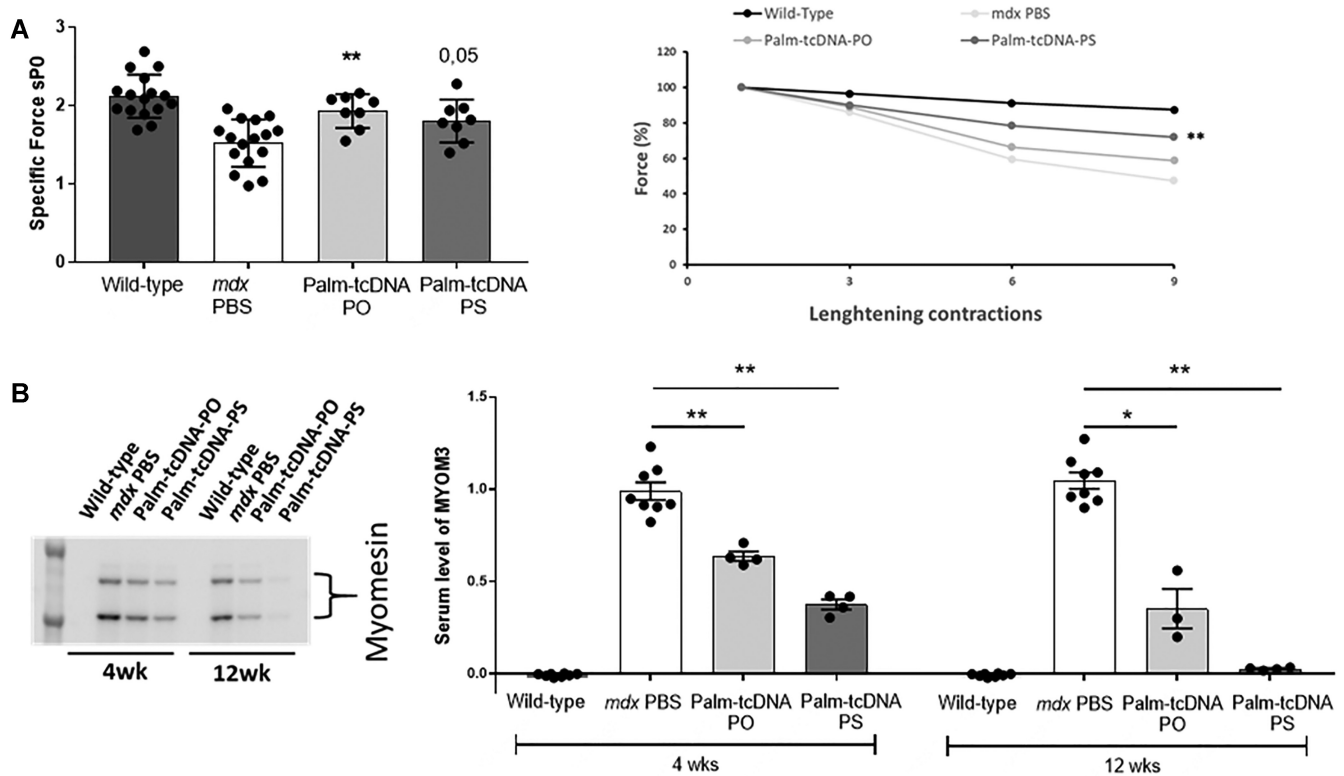 A
Specific Force sP0
3
2
1
0
**
0,05
Wild-type
mdx
PBS
Palm-tcDNA
PO
Palm-tcDNA
PS
Wild-Type
mdx PBS
Palm-tcDNA-PO
Palm-tcDNA-PS
Force (%)
120
100
80
60
40
20
0
**
0
3
6
9
Lenghtening contractions
B
Wild-type
mdx PBS
Palm-tcDNA-PO
Palm-tcDNA-PS
Wild-type
mdx PBS
Palm-tcDNA-PO
Palm-tcDNA-PS
Myomesin
4wk
12wk
Serum level of MYOM3
1.5
1.0
0.5
0.0
**
**
**
*
Wild-type
mdx PBS
Palm-tcDNA
PO
Palm-tcDNA
PS
Wild-type
mdx PBS
Palm-tcDNA
PO
Palm-tcDNA
PS
4 wks
12 wks